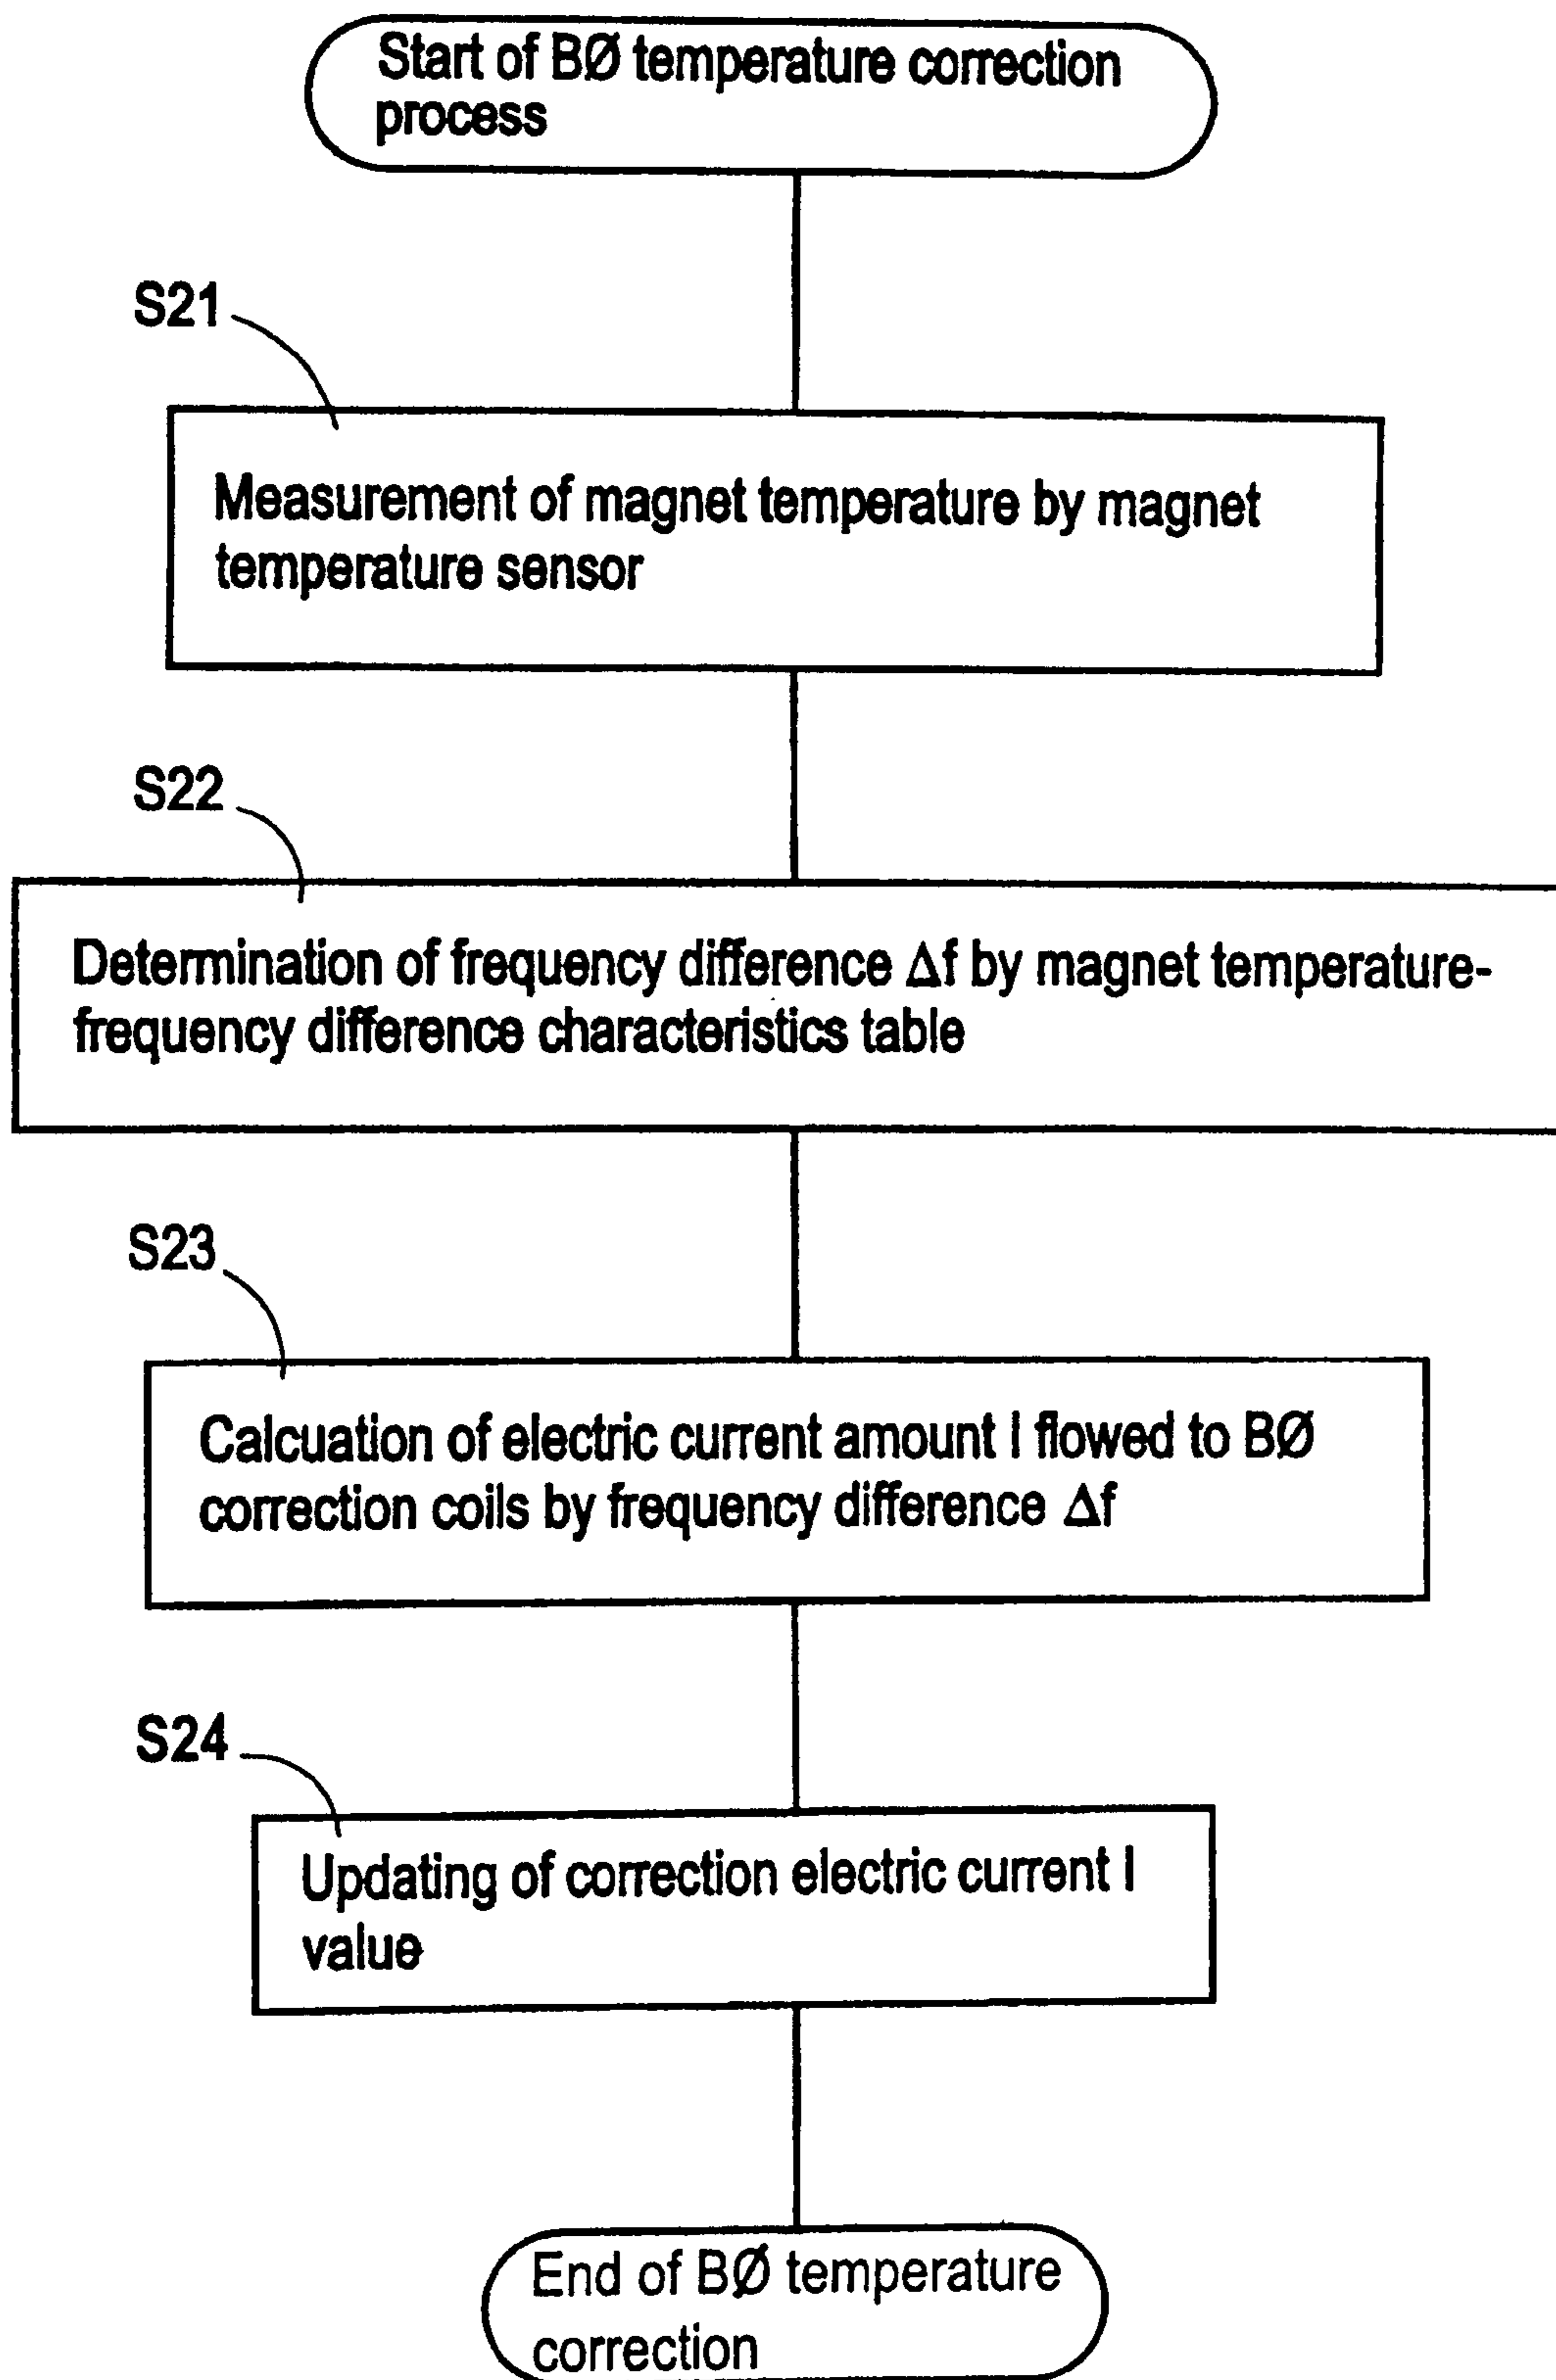 Start of BØ temperature correction
process
S21
Measurement of magnet temperature by magnet
temperature sensor
S22
Determination of frequency difference Δf by magnet temperature-
frequency difference characteristics table
S23
Calcuation of electric current amount I flowed to BØ
correction coils by frequency difference Δf
S24
Updating of correction electric current I
value
End of BØ temperature
correction